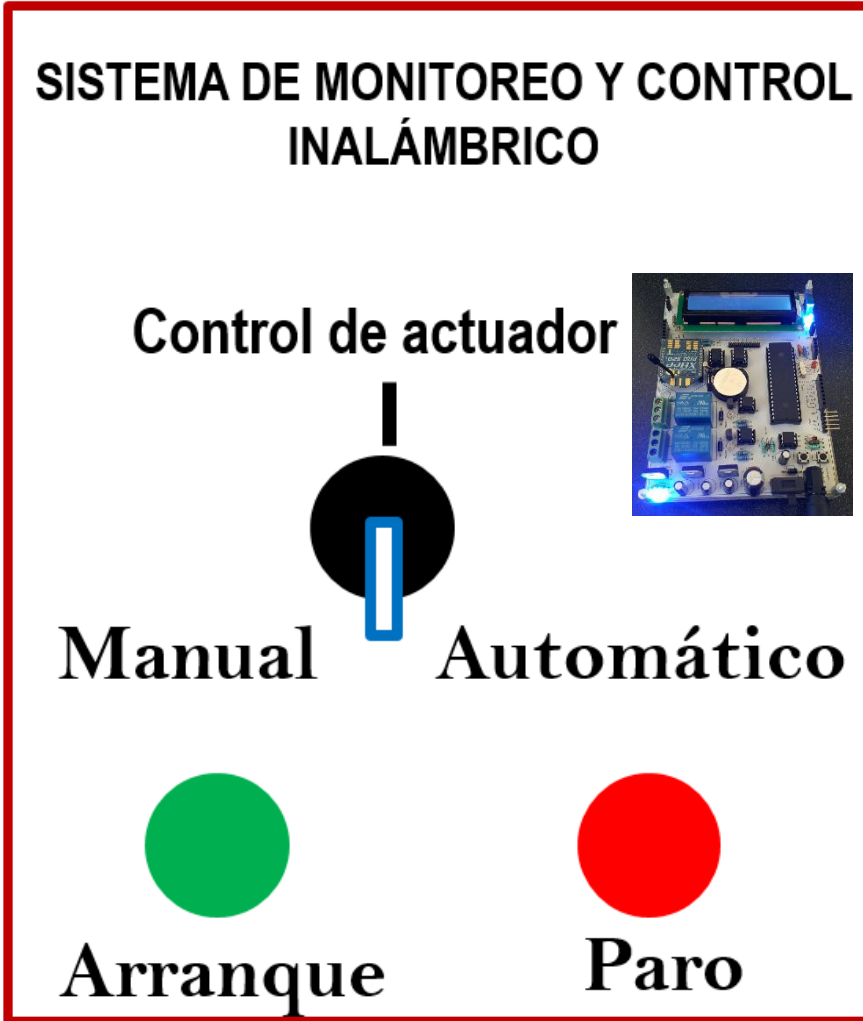 SISTEMA DE MONITOREO Y CONTROL
INALÁMBRICO
Control de actuador
Manual
Automático
Arranque
Paro